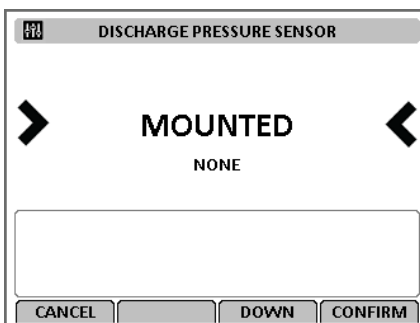 DISCHARGE PRESSURE SENSOR
MOUNTED
NONE
CANCEL DOWN CONFIRM